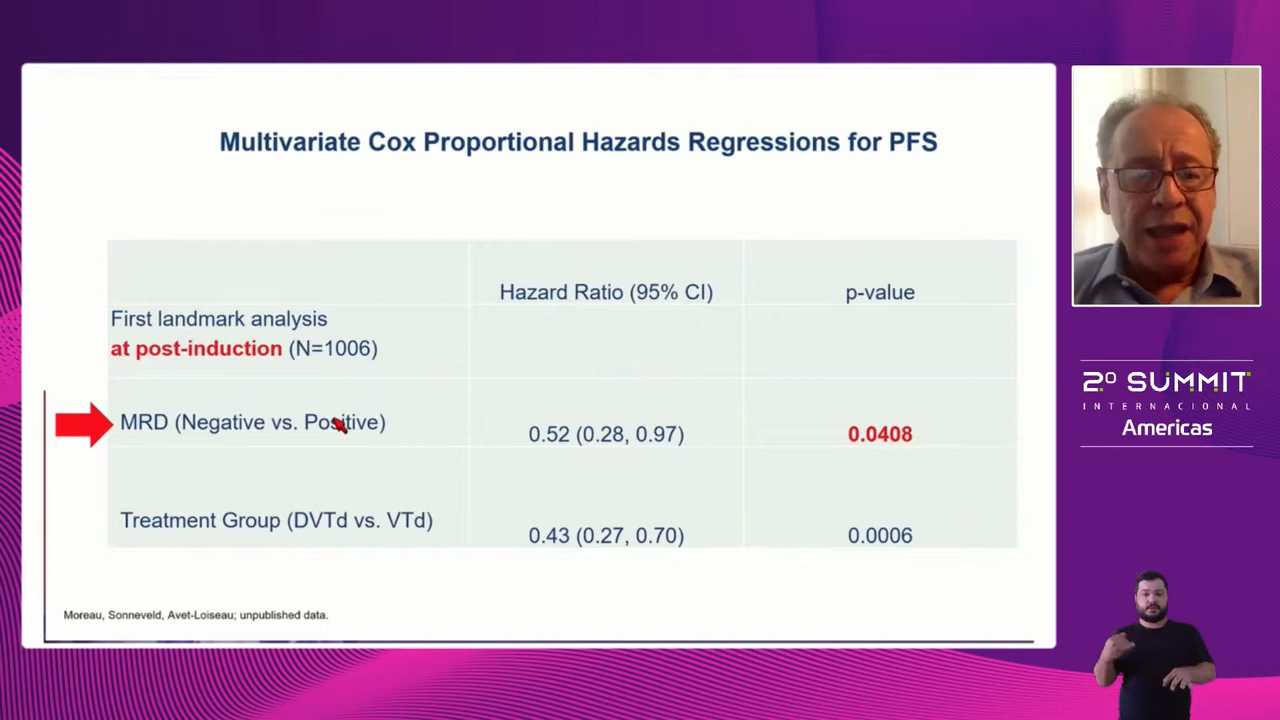 Multivariate Cox Proportional Hazards Regressions for PFS
Hazard Ratio (95% CI)
p-value
First landmark analysis
at post-induction (N=1006)
MRD (Negative vs. Positive)
0.52 (0.28, 0.97)
0.0408
Treatment Group (DVTd vs. VTd)
0.43 (0.27, 0.70)
0.0006
Moreau, Sonneveld, Avet-Loiseau; unpublished data.
2º SUMMIT
INTERNACIONAL
Americas